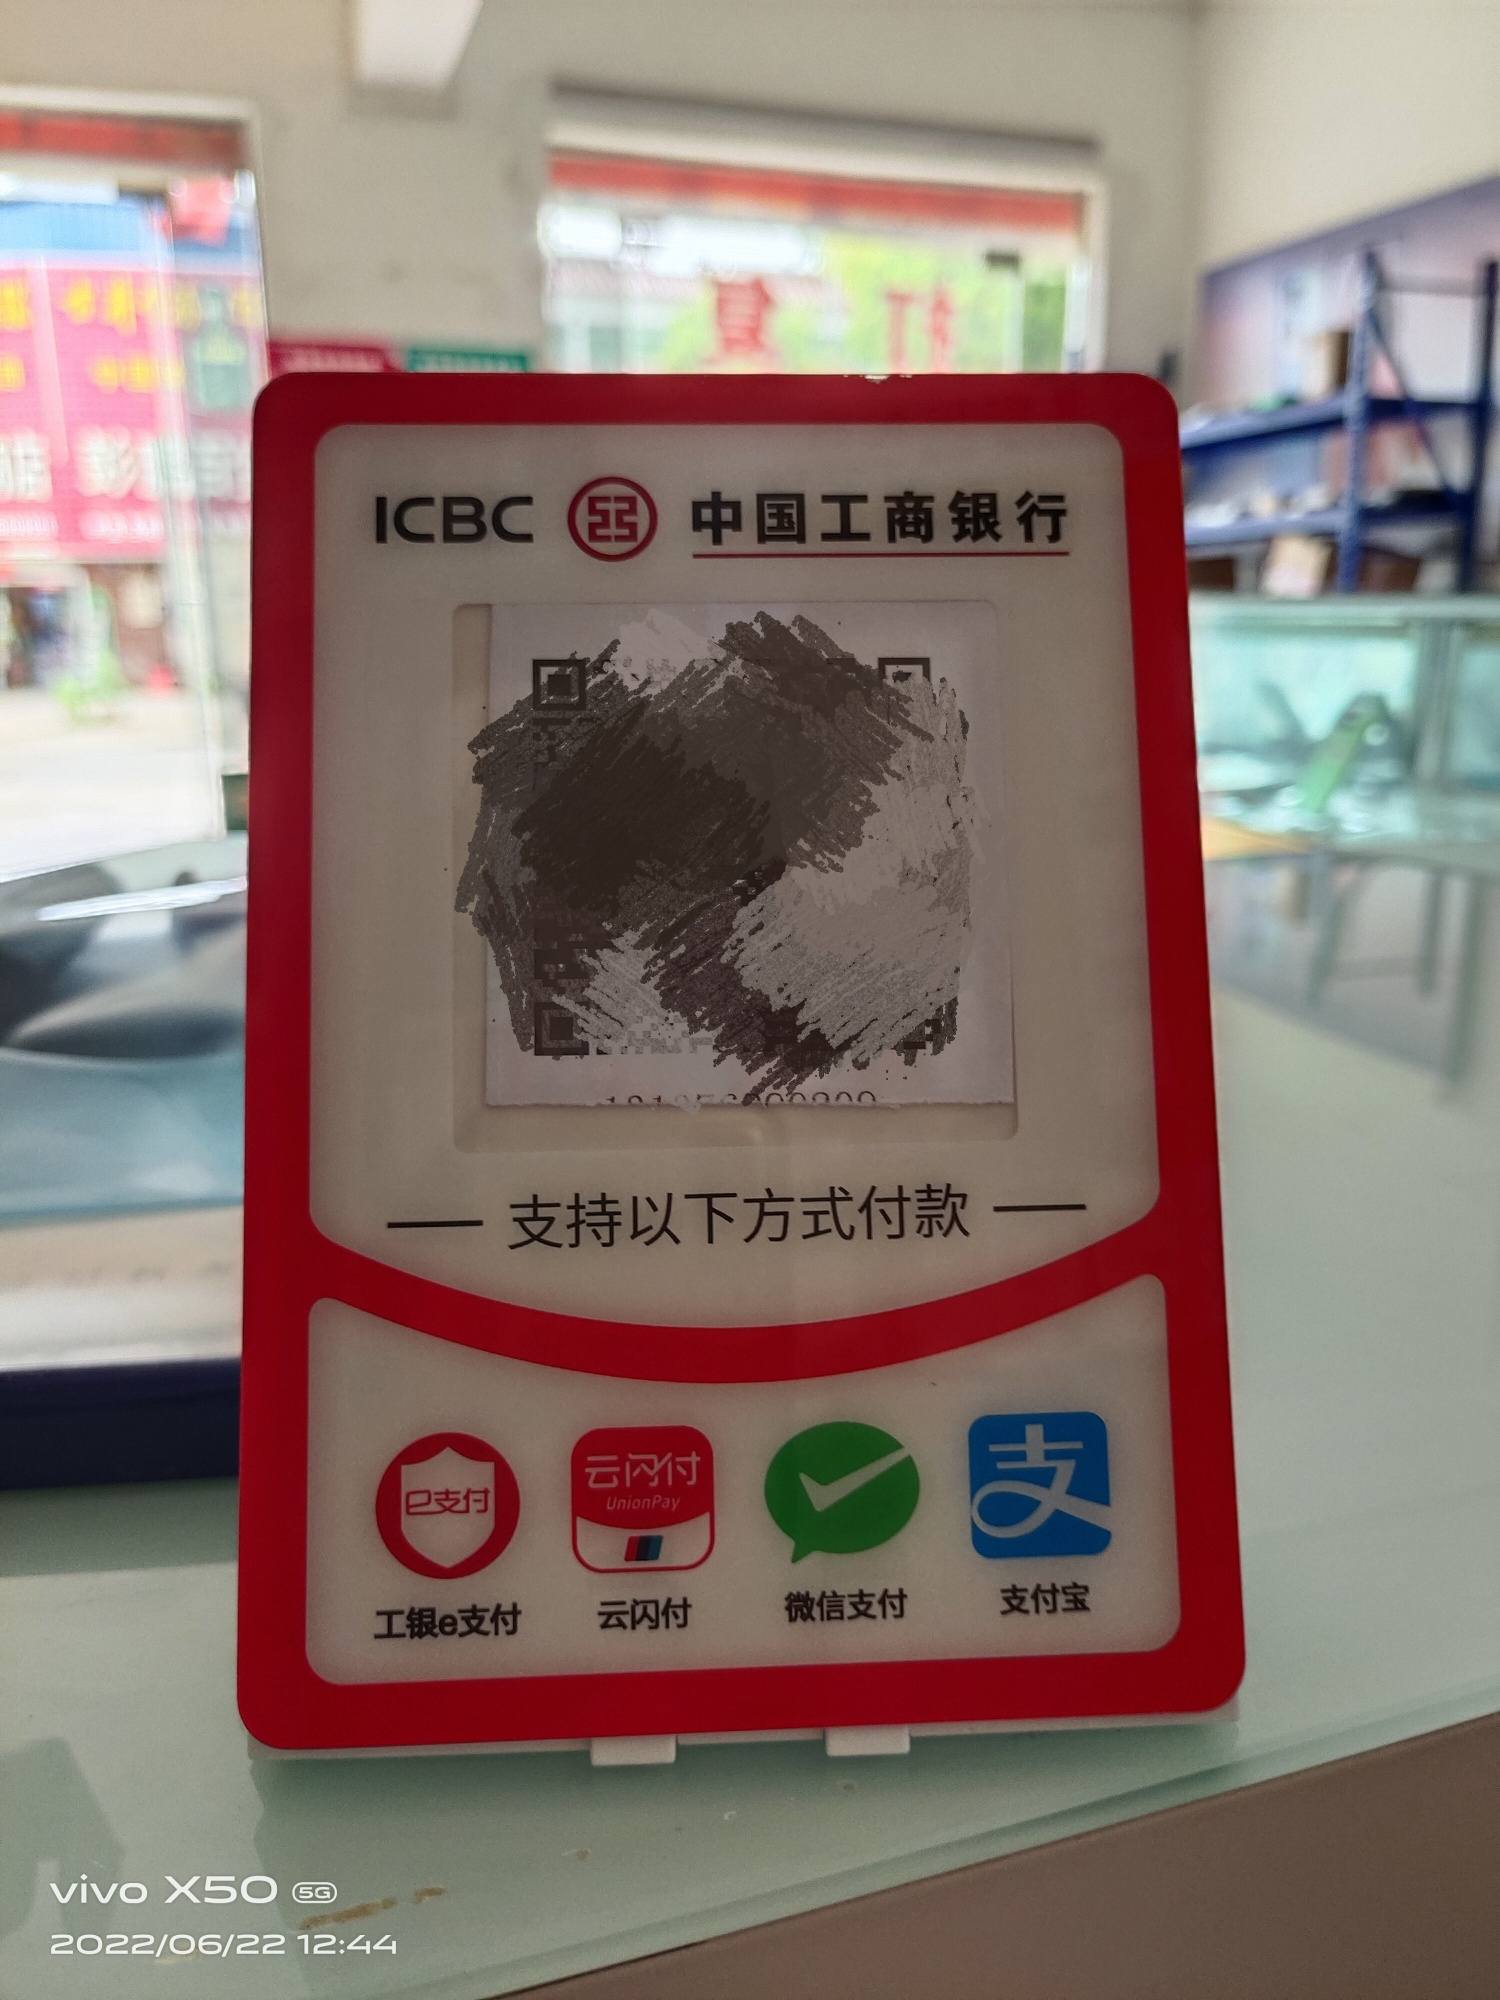 ICBC 中国工商银行
支持以下方式付款
e支付
云闪付
UnionPay
支
工银e支付
云闪付
微信支付
支付宝
vivo X50 5G
2022/06/22 12:44